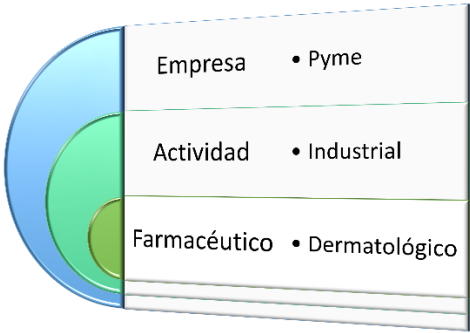 Empresa • Pyme
Actividad • Industrial
Farmacéutico • Dermatológico